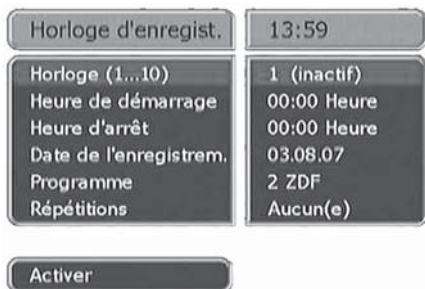 Horloge d'enregist. 13:59
Horloge (1...10) 1 (inactif)
Heure de démarrage 00:00 Heure
Heure d'arrêt 00:00 Heure
Date de l'enregistrem. 03.08.07
Programme 2 ZDF
Répétitions Aucun(e)
Activer